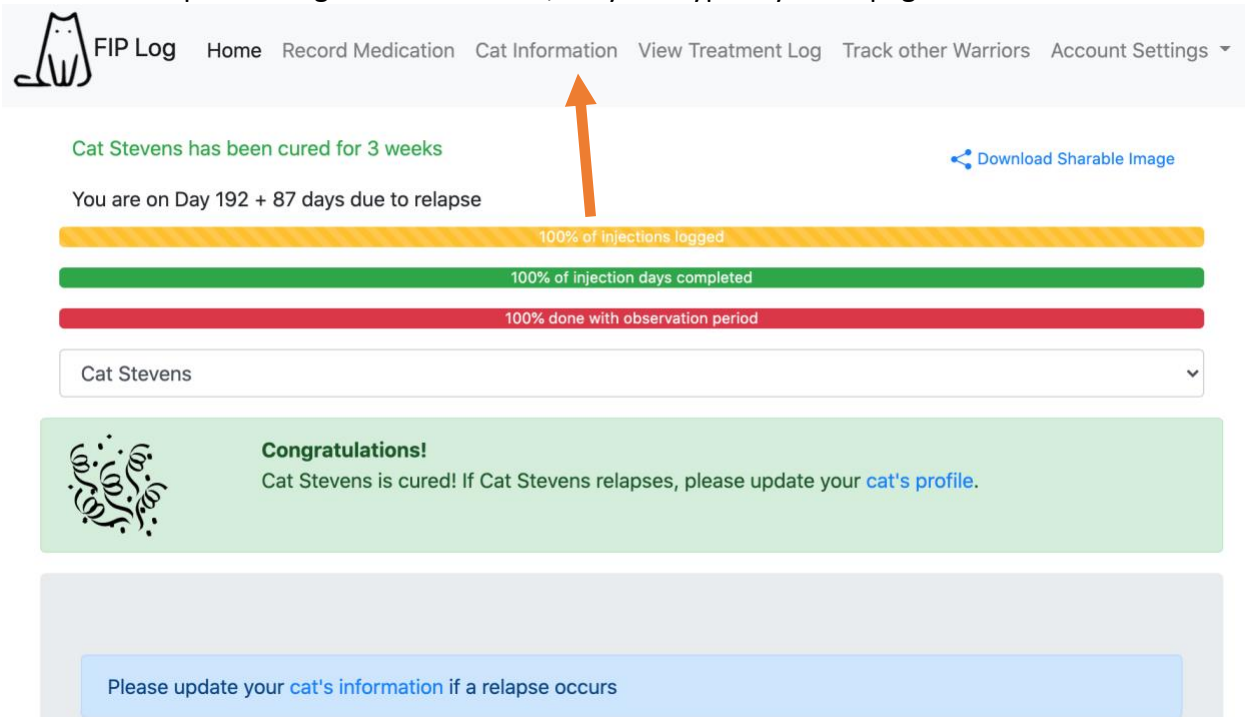 FIP Log Home Record Medication Cat Information View Treatment Log Track other Warriors Account Settings
Cat Stevens has been cured for 3 weeks
Download Sharable Image
You are on Day 192 + 87 days due to relapse
100% of injections logged
100% of injection days completed
100% done with observation period
Cat Stevens
Congratulations!
Cat Stevens is cured! If Cat Stevens relapses, please update your cat's profile.
Please update your cat's information if a relapse occurs